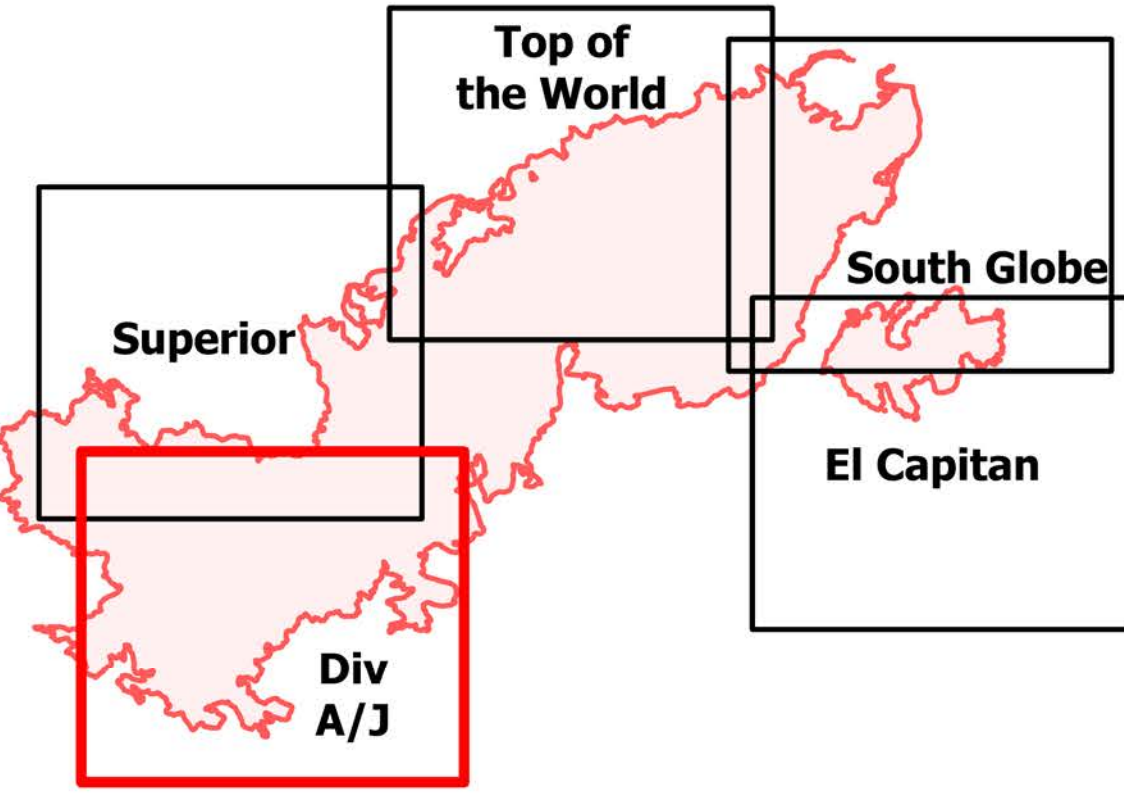 Top of
the World
South Globe
Superior
El Capitan
Div
A/J